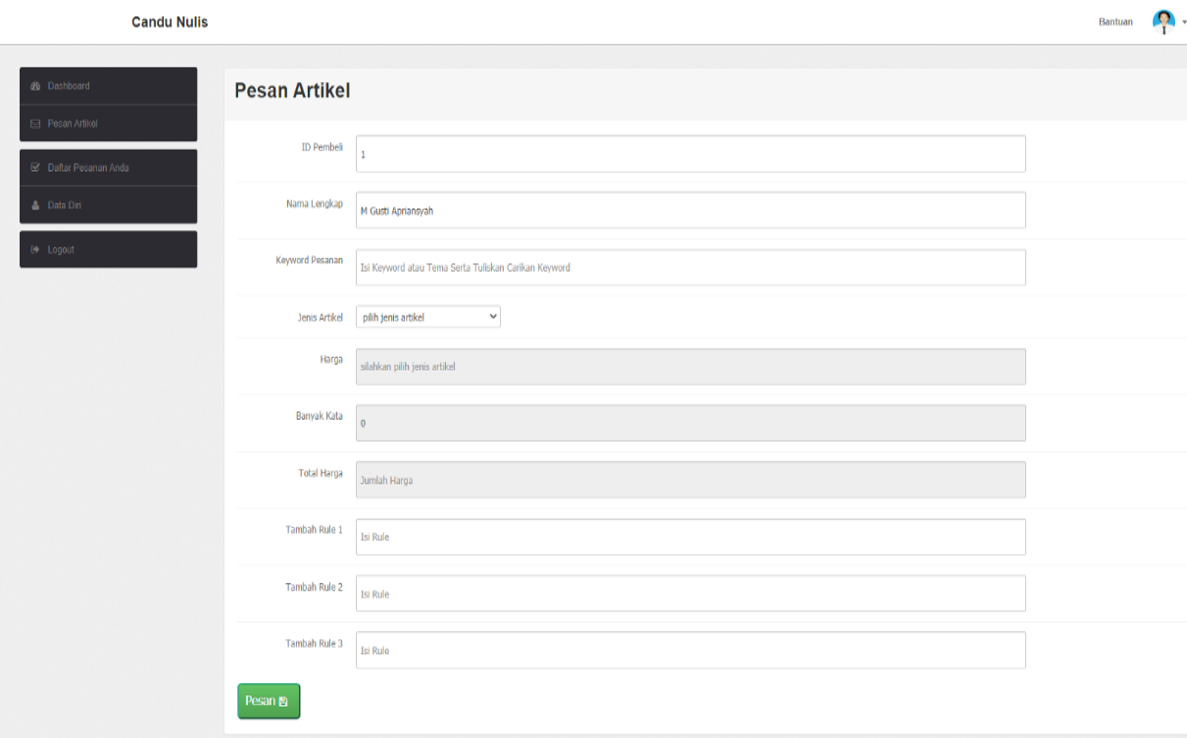 Candu Nulis
Bantuan
Dashboard
Pesan Artikel
Daftar Pesanan Anda
Data Diri
Logout
Pesan Artikel
ID Pembeli
1
Nama Lengkap
M Gusti Apriansyah
Keyword Pesanan
Isi Keyword atau Tema Serta Tuliskan Carikan Keyword
Jenis Artikel
pilih jenis artikel
Harga
silahkan pilih jenis artikel
Banyak Kata
0
Total Harga
Jumlah Harga
Tambah Rule 1
Isi Rule
Tambah Rule 2
Isi Rule
Tambah Rule 3
Isi Rule
Pesan